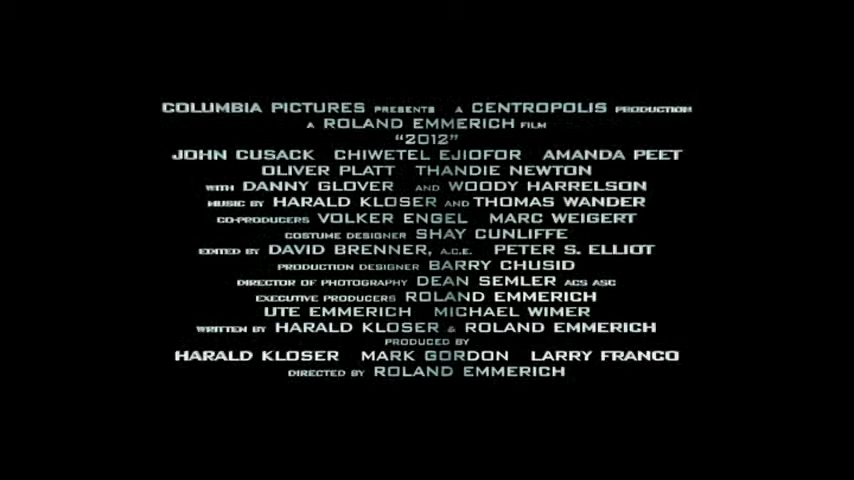 COLUMBIA PICTURES PRESENTS A CENTROPOLIS PRODUCTION
A ROLAND EMMERICH FILM
"2012"
JOHN CUSACK CHIWETEL EJIOFOR AMANDA PEET
OLIVER PLATT THANDIE NEWTON
WITH DANNY GLOVER AND WOODY HARRELSON
MUSIC BY HARALD KLOSER AND THOMAS WANDER
CO-PRODUCERS VOLKER ENGEL MARC WEIGERT
COSTUME DESIGNER SHAY CUNLIFFE
EDITED BY DAVID BRENNER, A.C.E. PETER S. ELLIOT
PRODUCTION DESIGNER BARRY CHUSID
DIRECTOR OF PHOTOGRAPHY DEAN SEMLER ACS ASC
EXECUTIVE PRODUCERS ROLAND EMMERICH
UTE EMMERICH MICHAEL WIMER
WRITTEN BY HARALD KLOSER & ROLAND EMMERICH
PRODUCED BY
HARALD KLOSER MARK GORDON LARRY FRANCO
DIRECTED BY ROLAND EMMERICH